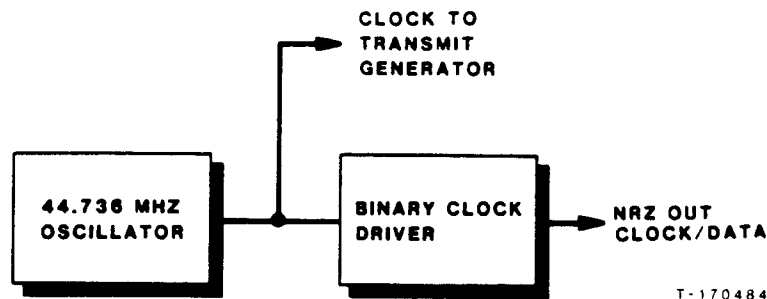 CLOCK TO
TRANSMIT
GENERATOR
44.736 MHZ
OSCILLATOR
BINARY CLOCK
DRIVER
NRZ OUT
CLOCK/DATA
T-170484